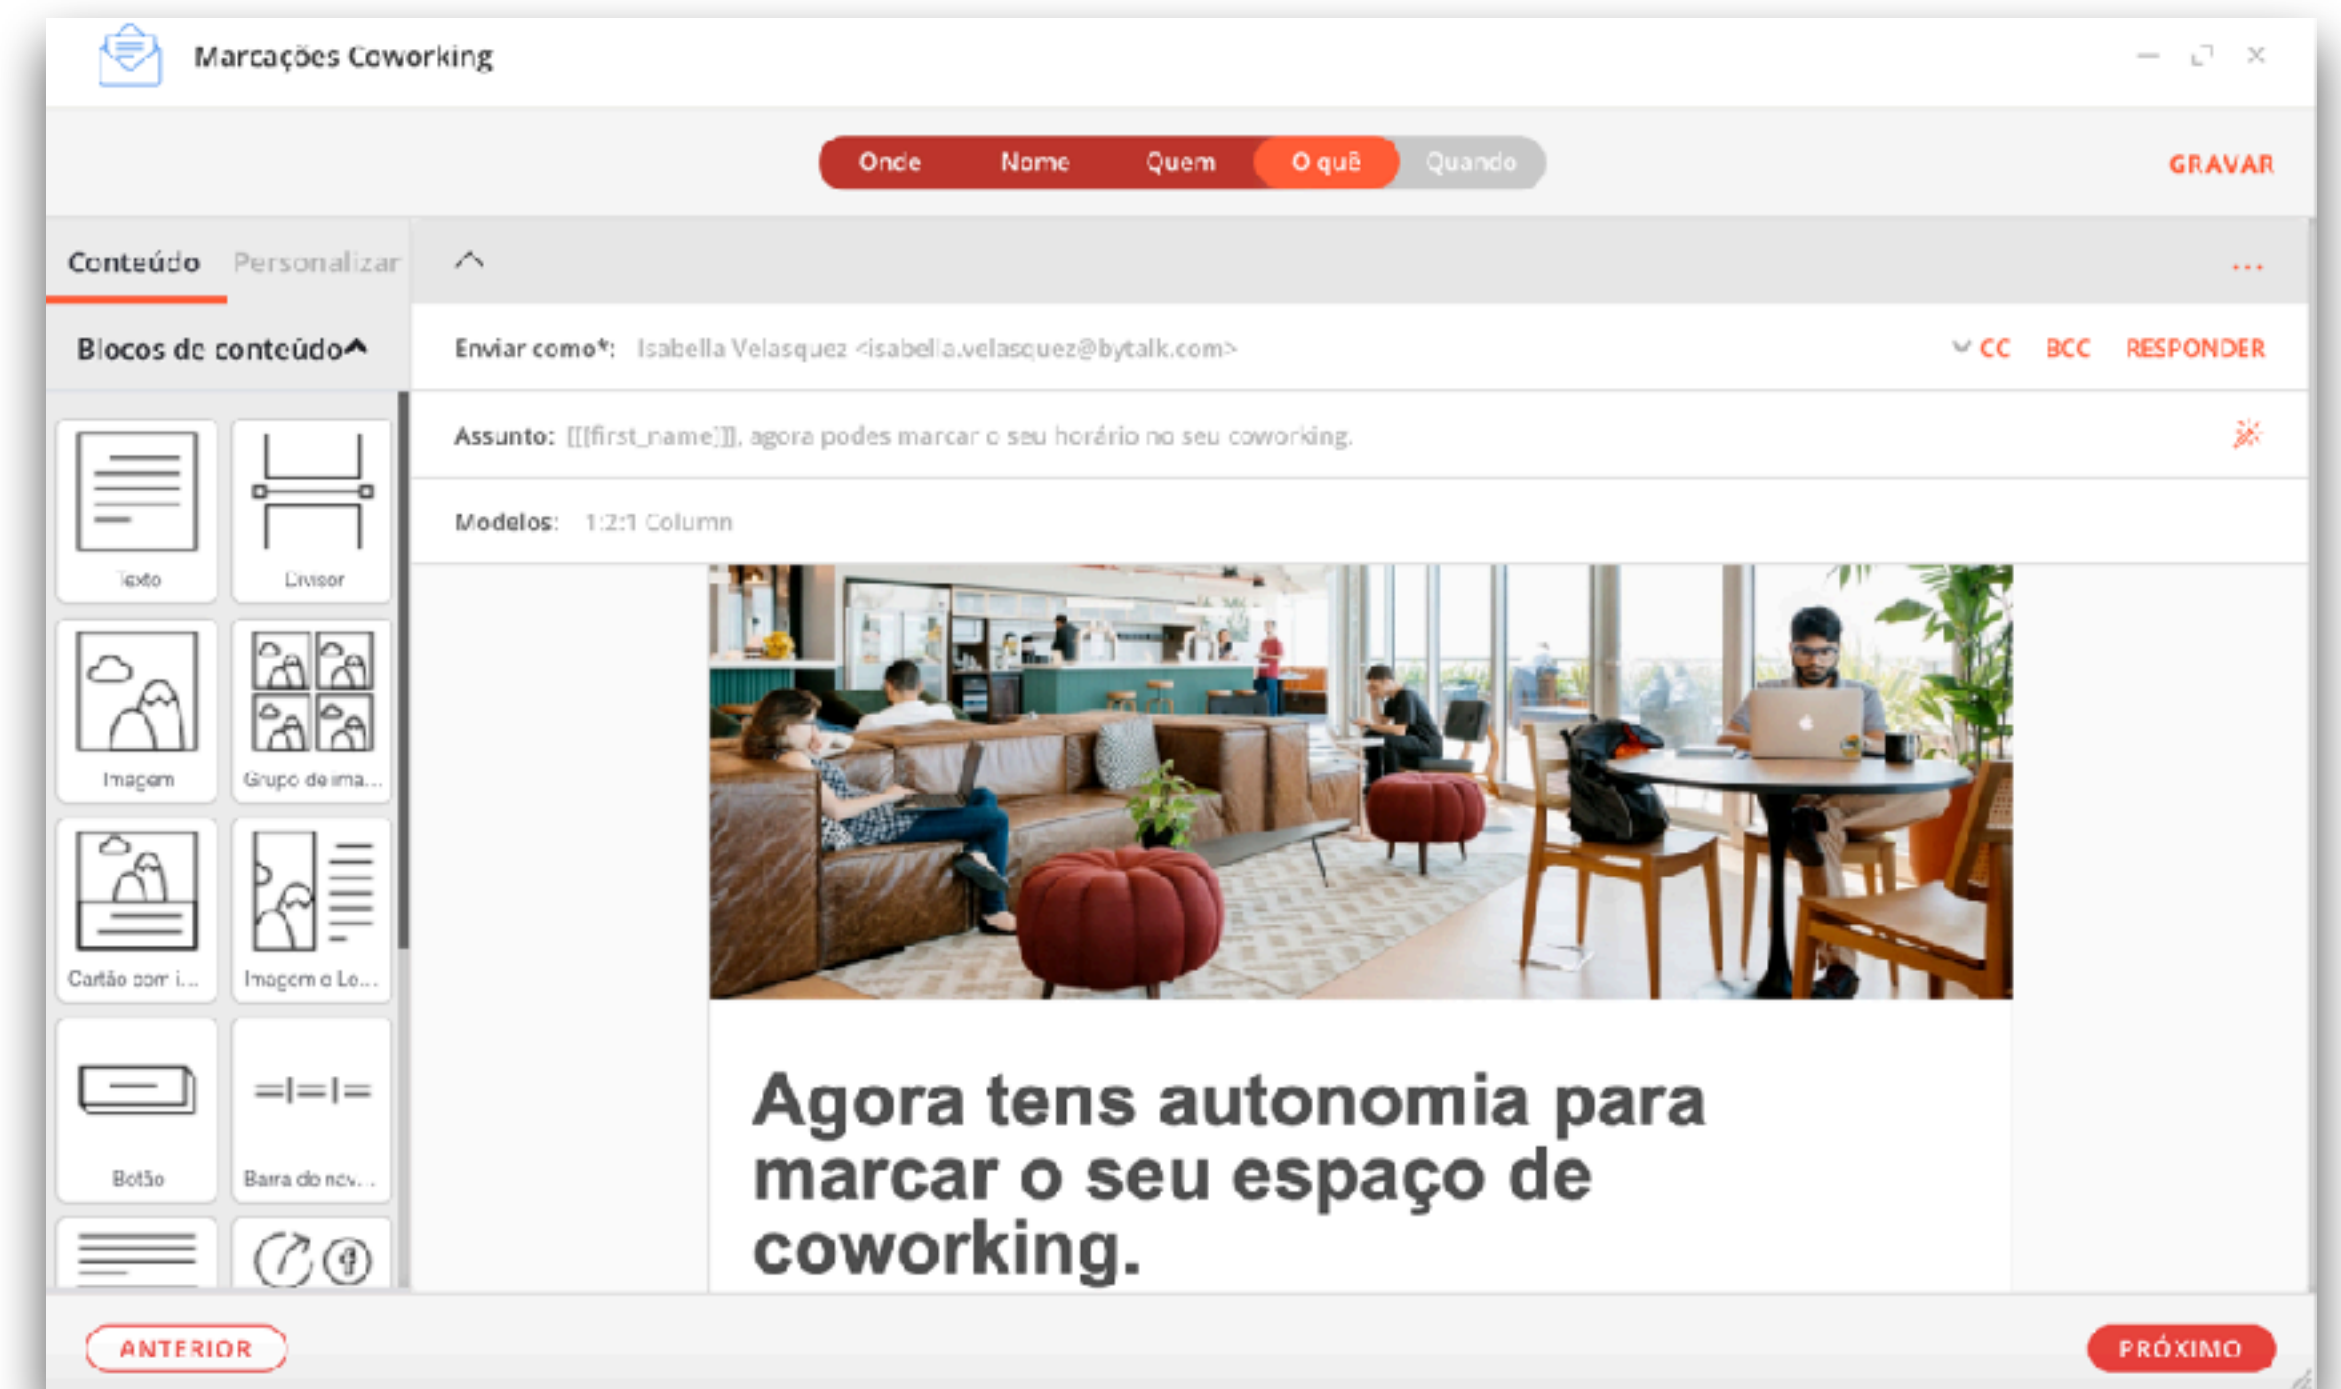 Marcações Coworking
Onde Nome Quem O quê Quando
GRAVAR
Conteúdo Personalizar
...
Blocos de conteúdo
Enviar como*: Isabella Velasquez <isabella.velasquez@bytalk.com>
CC BCC RESPONDER
Assunto: [[[first_name]]], agora podes marcar o seu horário no seu coworking.
Modelos: 1:2:1 Column
Texto Divisor
Imagem Grupo de ima...
Cartão com i... Imagem e Le...
Botão Barra de nav...
Agora tens autonomia para
marcar o seu espaço de
coworking.
ANTERIOR
PRÓXIMO